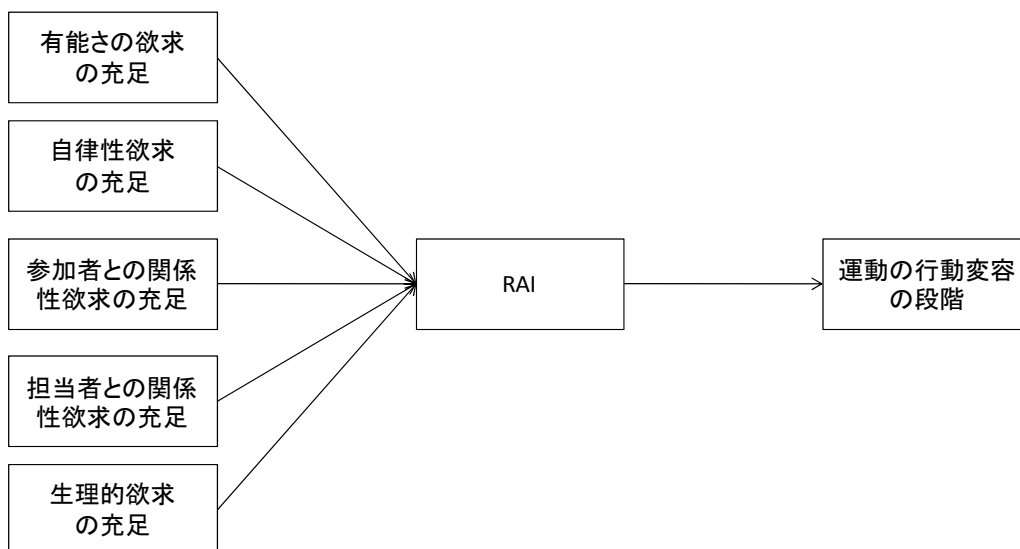 有能さの欲求
の充足
自律性欲求
の充足
参加者との関係
性欲求の充足
担当者との関係
性欲求の充足
生理的欲求
の充足
RAI
運動の行動変容
の段階